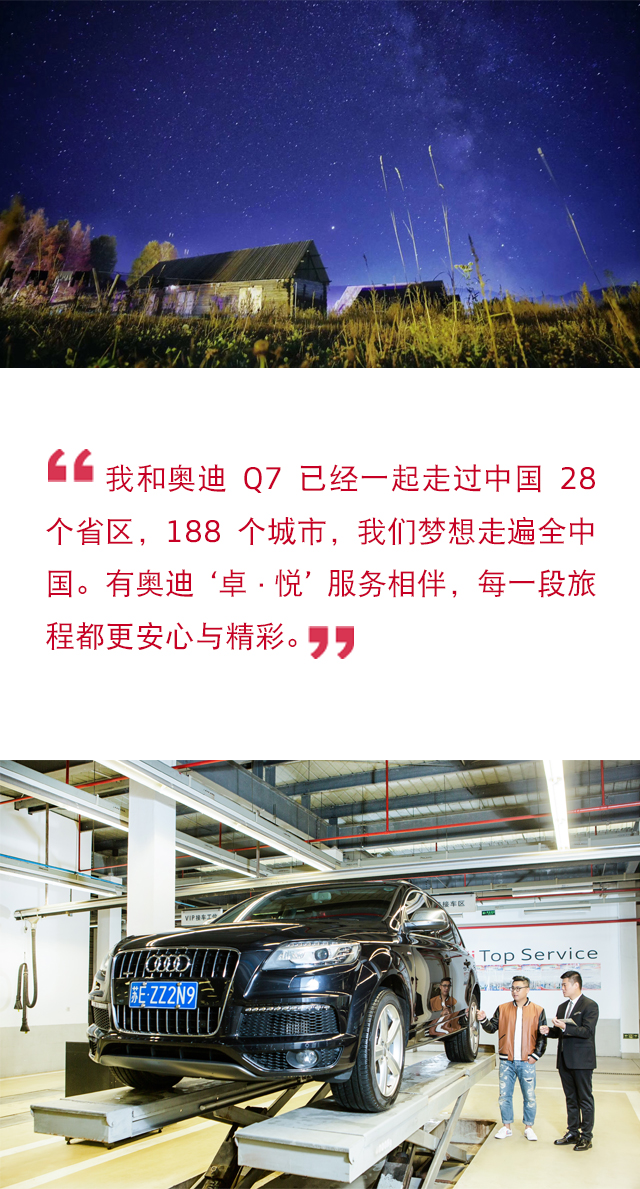 “ 我和奥迪 Q7 已经一起走过中国 28
个省区，188 个城市，我们梦想走遍全中
国。有奥迪 ‘卓·悦’ 服务相伴，每一段旅
程都更安心与精彩。”
VIP接车工位
接车区
i Top Service
苏E·ZZ2N9